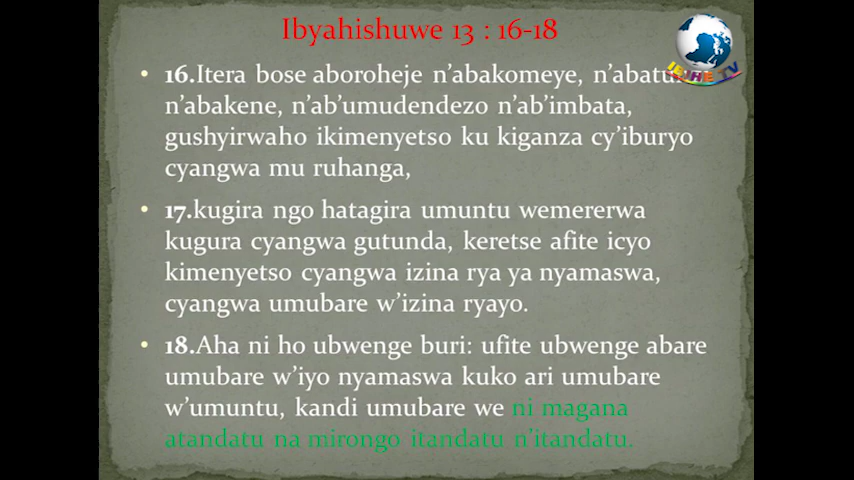 Ibyahishuwe 13 : 16-18
• 16.Itera bose aboroheje n'abakomeye,
n'abakene, n'ab'umudendezo n'ab'imbata,
gushyirwaho ikimenyetso ku kiganza cy'iburyo
cyangwa mu ruhanga,
• 17.kugira ngo hatagira umuntu wemererwa
kugura cyangwa gutunda, keretse afite icyo
kimenyetso cyangwa izina rya ya nyamaswa,
cyangwa umubare w'izina ryayo.
• 18.Aha ni ho ubwenge buri: ufite ubwenge abare
umubare w'iyo nyamaswa kuko ari umubare
w'umuntu, kandi umubare we ni magana
atandatu na mirongo itandatu n'itandatu.